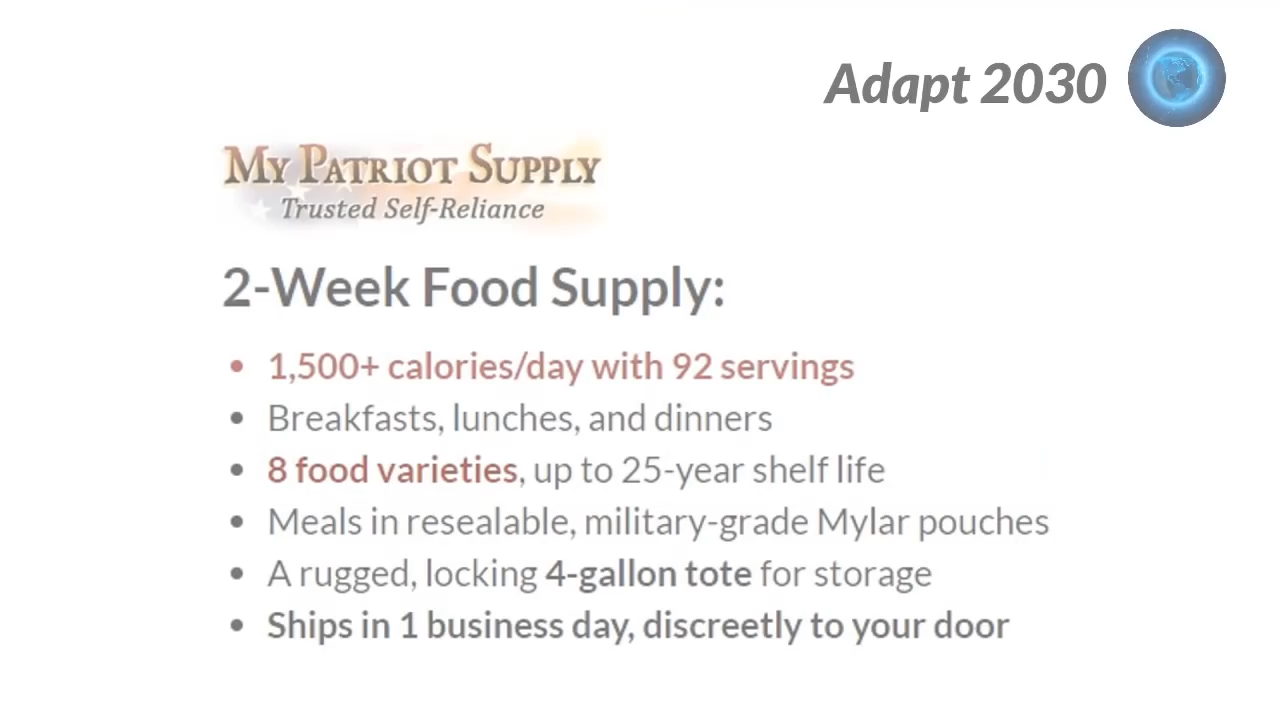 Adapt 2030
My Patriot Supply
Trusted Self-Reliance
2-Week Food Supply:
• 1,500+ calories/day with 92 servings
• Breakfasts, lunches, and dinners
• 8 food varieties, up to 25-year shelf life
• Meals in resealable, military-grade Mylar pouches
• A rugged, locking 4-gallon tote for storage
• Ships in 1 business day, discreetly to your door